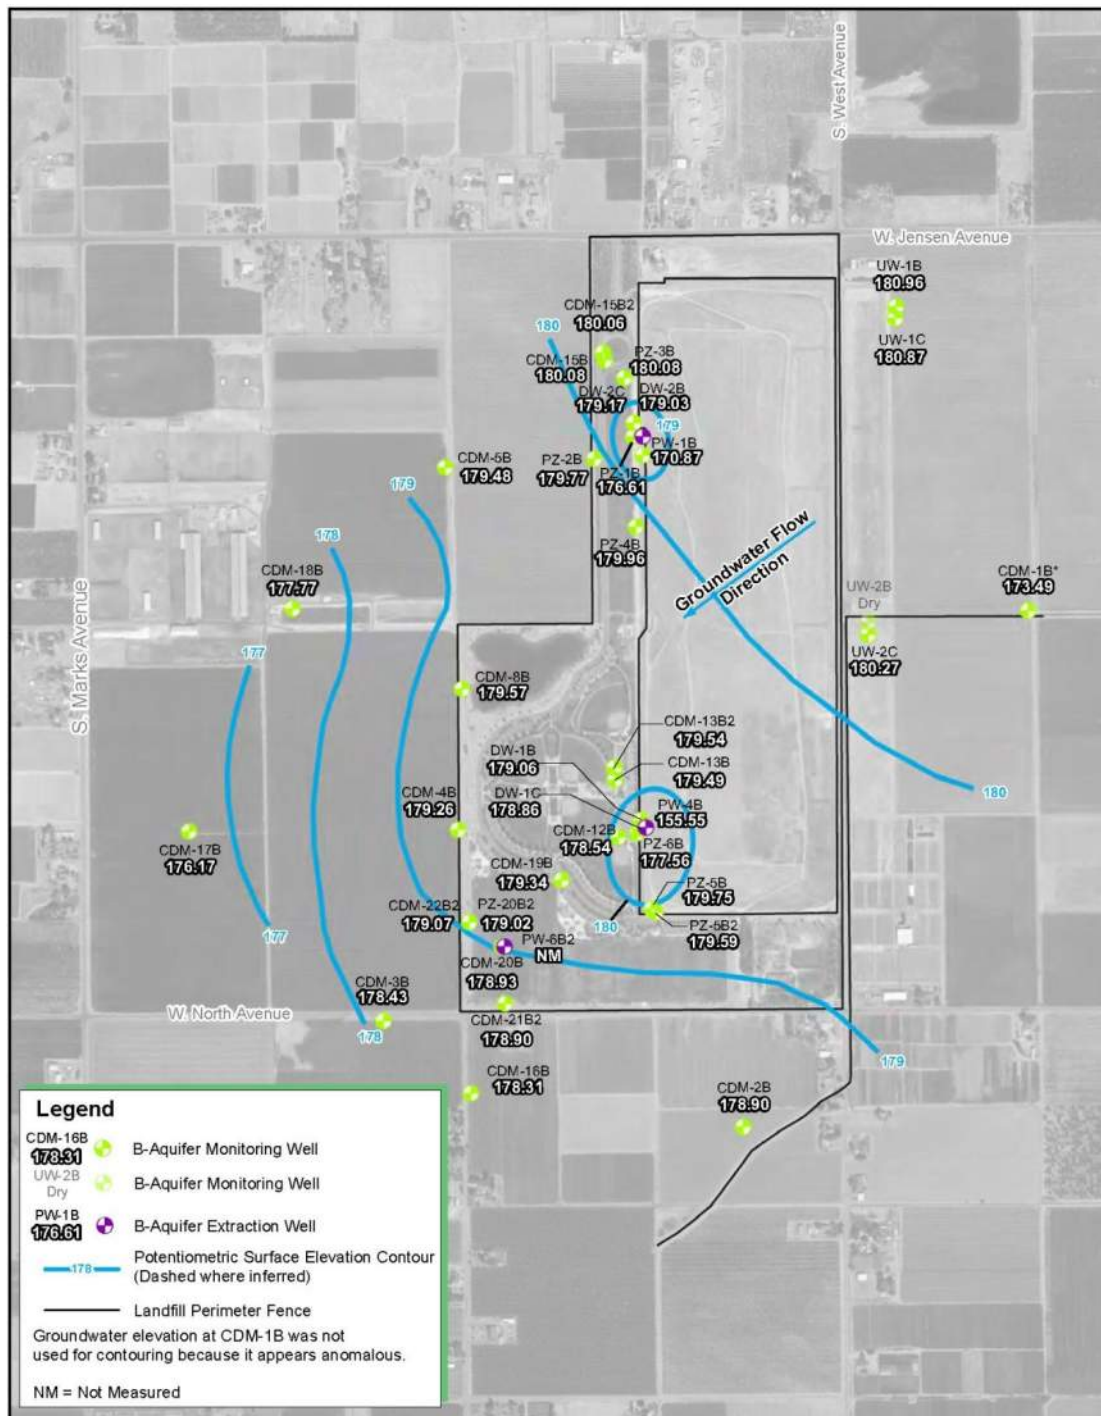 S. West Avenue
W. Jensen Avenue
UW-1B
180.96
UW-1C
180.87
CDM-15B2
180.06
180
CDM-15B
180.08
PZ-3B
180.08
DW-2C
179.17
DW-2B
179.03
179
PW-1B
170.87
PZ-1B
176.61
PZ-2B
179.77
CDM-5B
179.48
179
178
PZ-4B
179.96
Groundwater Flow
Direction
CDM-18B
177.77
CDM-1B*
173.49
UW-2B
Dry
UW-2C
180.27
S. Marks Avenue
177
CDM-8B
179.57
CDM-13B2
179.54
CDM-13B
179.49
DW-1B
179.06
DW-1C
178.86
180
CDM-4B
179.26
PW-4B
155.55
CDM-12B
178.54
PZ-6B
177.56
CDM-17B
176.17
CDM-19B
179.34
PZ-5B
179.75
PZ-5B2
179.59
180
CDM-22B2
179.07
PZ-20B2
179.02
177
PW-6B2
NM
CDM-20B
178.93
CDM-3B
178.43
W. North Avenue
178
CDM-21B2
178.90
179
CDM-16B
178.31
CDM-2B
178.90
Legend
CDM-16B
178.31
B-Aquifer Monitoring Well
UW-2B
Dry
B-Aquifer Monitoring Well
PW-1B
176.61
B-Aquifer Extraction Well
178
Potentiometric Surface Elevation Contour
(Dashed where inferred)
Landfill Perimeter Fence
Groundwater elevation at CDM-1B was not
used for contouring because it appears anomalous.
NM = Not Measured